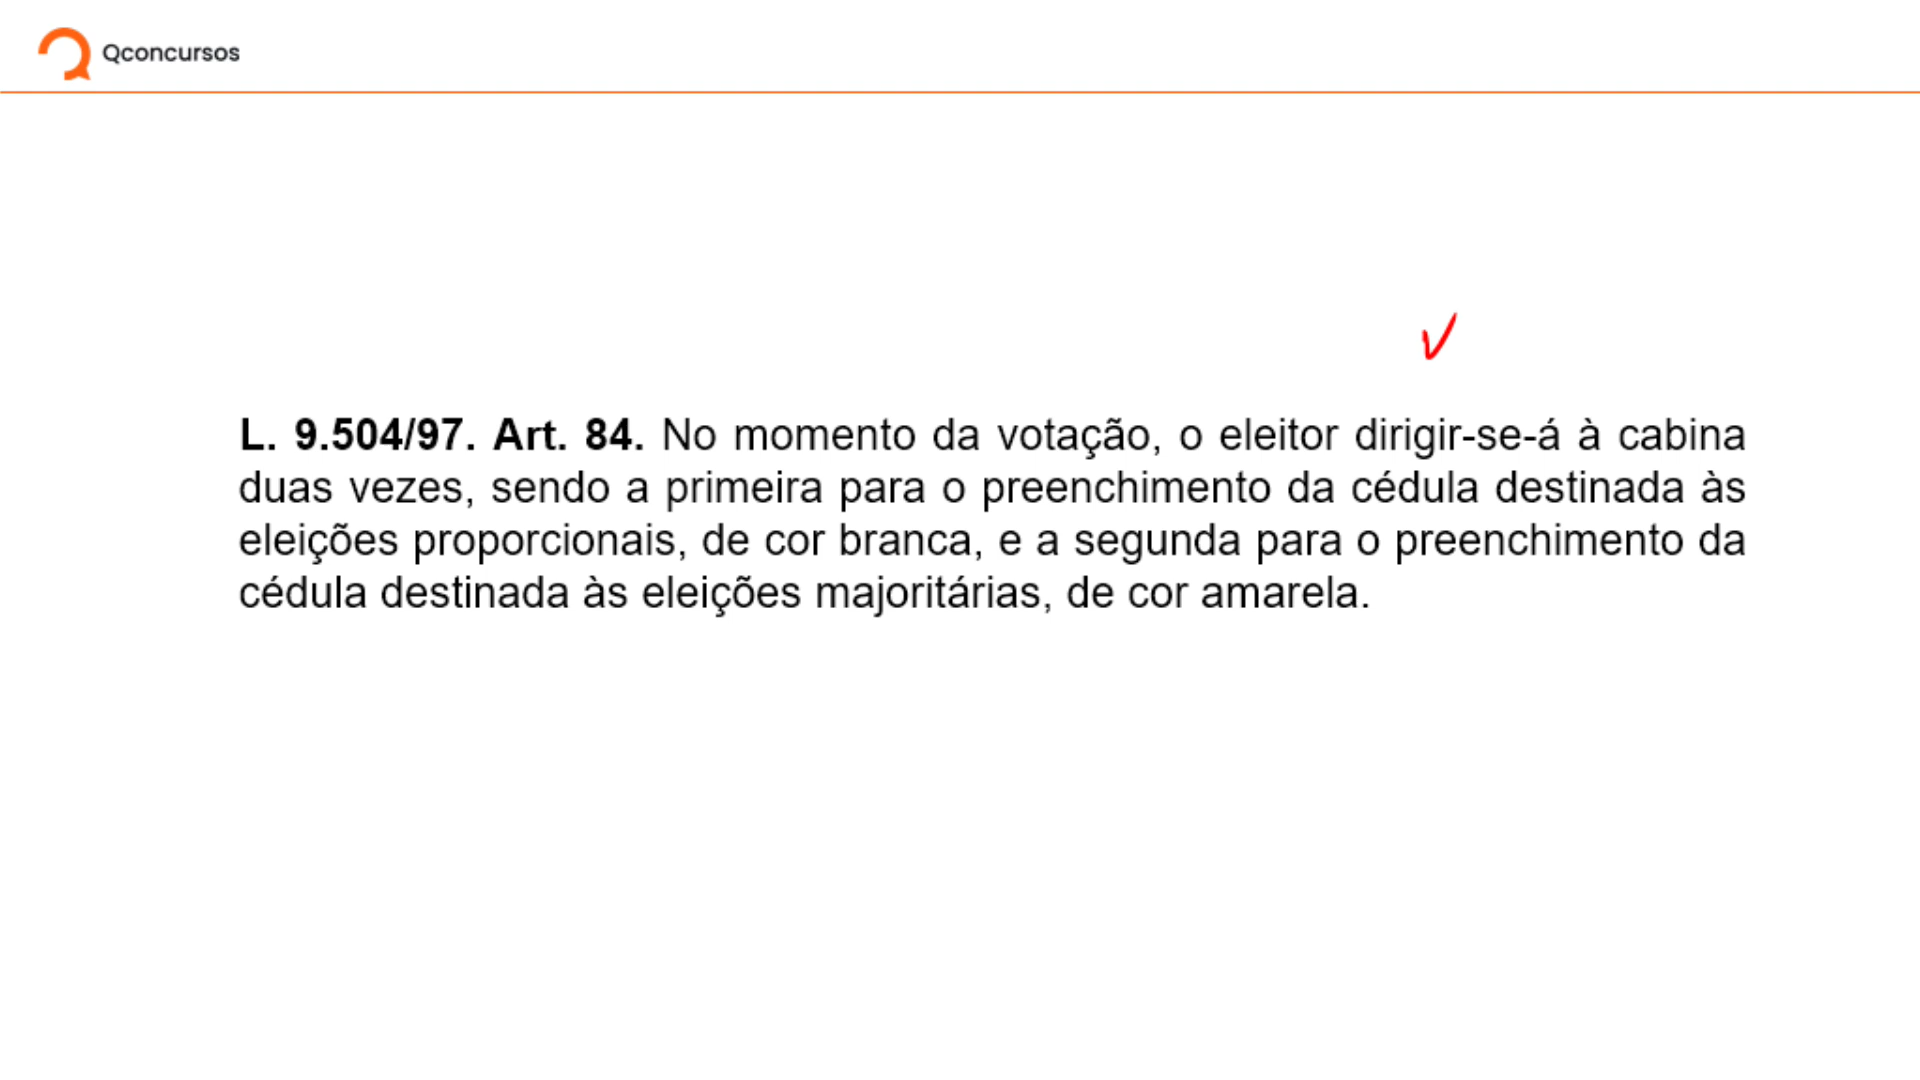 Qconcursos
L. 9.504/97. Art. 84. No momento da votação, o eleitor dirigir-se-á à cabina
duas vezes, sendo a primeira para o preenchimento da cédula destinada às
eleições proporcionais, de cor branca, e a segunda para o preenchimento da
cédula destinada às eleições majoritárias, de cor amarela.